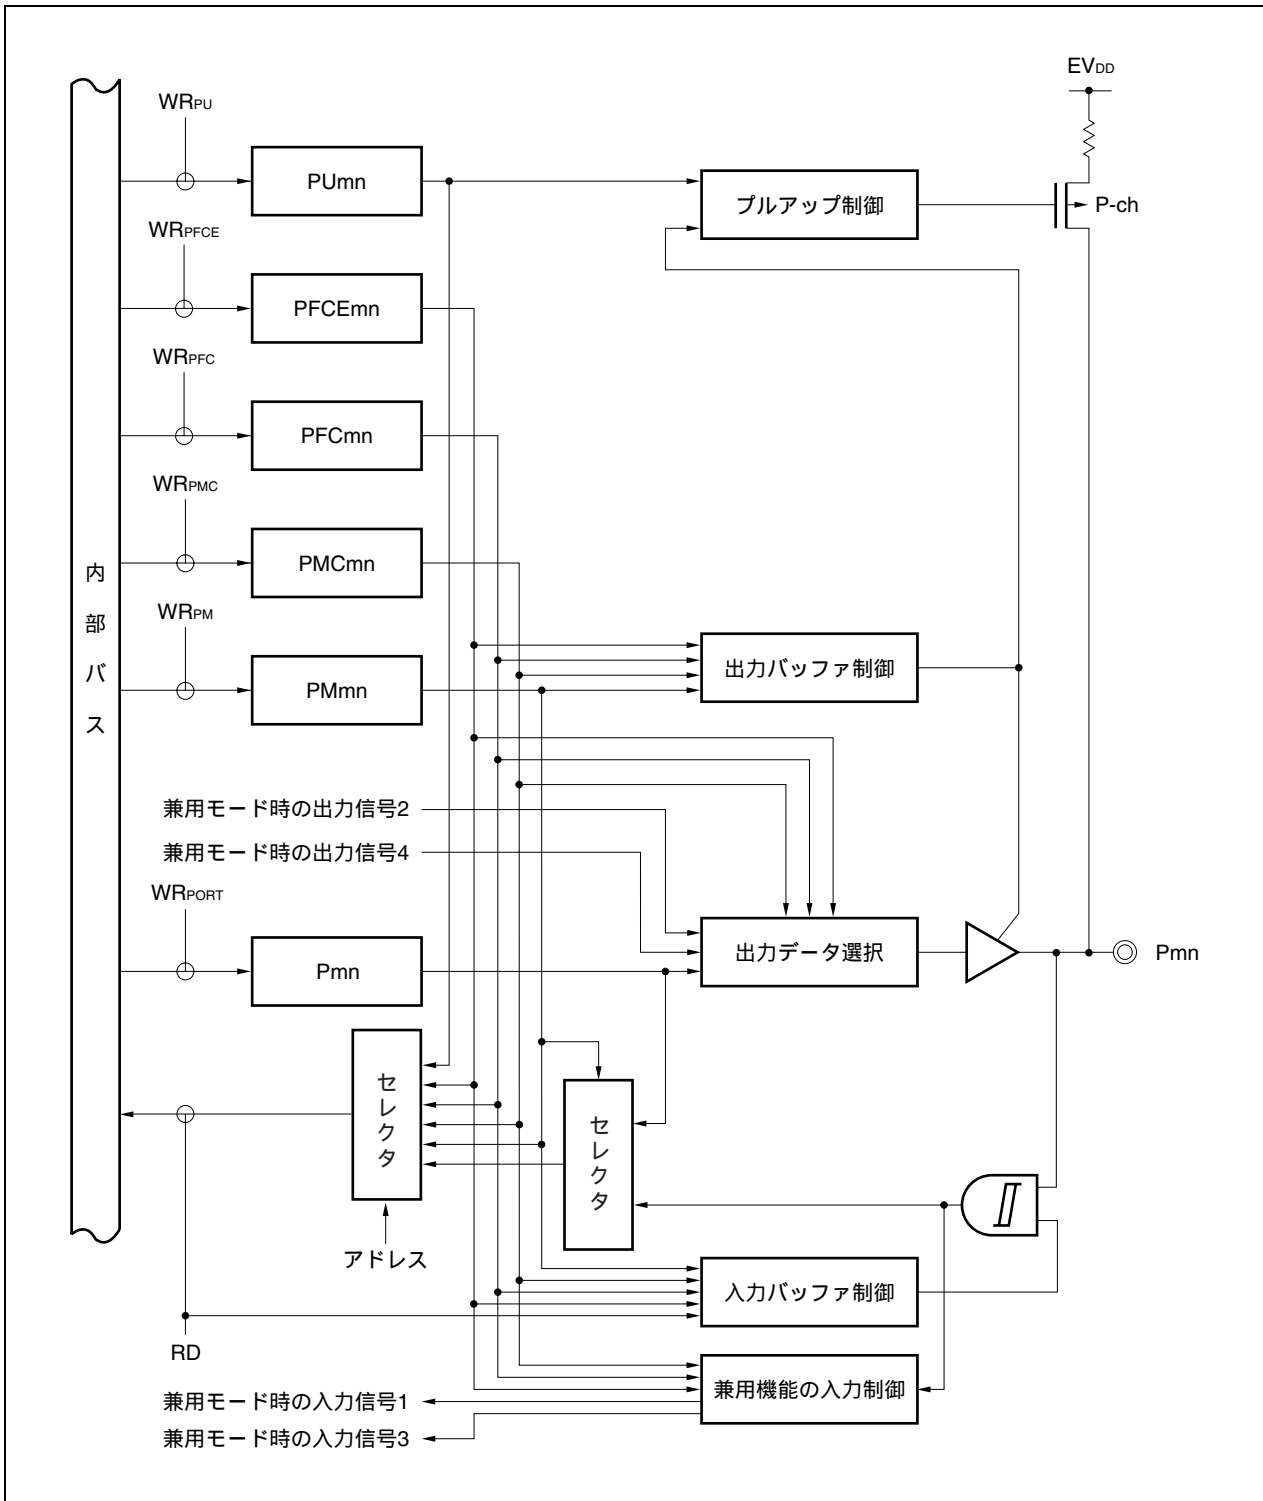 EVDD
WRPU
PUmn
プルアップ制御
P-ch
WRPFCE
PFCEmn
WRPFC
PFCmn
WRPMC
PMCmn
内部バス
WRPM
PMmn
出力バッファ制御
兼用モード時の出力信号2
兼用モード時の出力信号4
WRPORT
Pmn
出力データ選択
Pmn
セレクタ
セレクタ
アドレス
入力バッファ制御
RD
兼用機能の入力制御
兼用モード時の入力信号1
兼用モード時の入力信号3